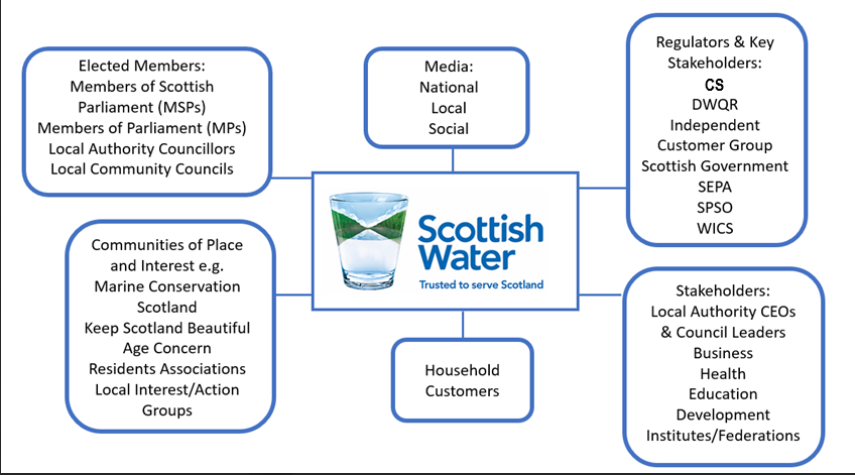 Elected Members:
Members of Scottish
Parliament (MSPs)
Members of Parliament (MPs)
Local Authority Councillors
Local Community Councils
Media:
National
Local
Social
Regulators & Key
Stakeholders:
CS
DWQR
Independent
Customer Group
Scottish Government
SEPA
SPSO
WICS
Scottish
Water
Trusted to serve Scotland
Communities of Place
and Interest e.g.
Marine Conservation
Scotland
Keep Scotland Beautiful
Age Concern
Residents Associations
Local Interest/Action
Groups
Household
Customers
Stakeholders:
Local Authority CEOs
& Council Leaders
Business
Health
Education
Development
Institutes/Federations